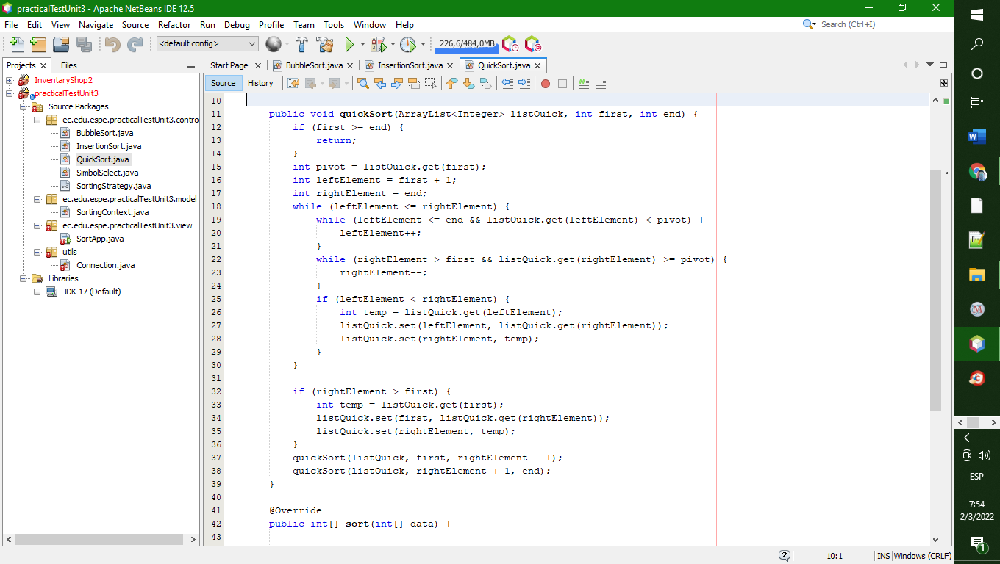 practicalTestUnit3 - Apache NetBeans IDE 12.5
File Edit View Navigate Source Refactor Run Debug Profile Team Tools Window Help
Search (Ctrl+I)
<default config>
226,6/484,0MB
Projects Files
InventaryShop2
practicalTestUnit3
Source Packages
ec.edu.espe.practicalTestUnit3.contro
BubbleSort.java
InsertionSort.java
QuickSort.java
SimbolSelect.java
SortingStrategy.java
ec.edu.espe.practicalTestUnit3.model
SortingContext.java
ec.edu.espe.practicalTestUnit3.view
SortApp.java
utils
Connection.java
Libraries
JDK 17 (Default)
Start Page BubbleSort.java InsertionSort.java QuickSort.java
Source History
10
11 public void quickSort(ArrayList<Integer> listQuick, int first, int end) {
12 if (first >= end) {
13 return;
14 }
15 int pivot = listQuick.get(first);
16 int leftElement = first + 1;
17 int rightElement = end;
18 while (leftElement <= rightElement) {
19 while (leftElement <= end && listQuick.get(leftElement) < pivot) {
20 leftElement++;
21 }
22 while (rightElement > first && listQuick.get(rightElement) >= pivot) {
23 rightElement--;
24 }
25 if (leftElement < rightElement) {
26 int temp = listQuick.get(leftElement);
27 listQuick.set(leftElement, listQuick.get(rightElement));
28 listQuick.set(rightElement, temp);
29 }
30 }
31
32 if (rightElement > first) {
33 int temp = listQuick.get(first);
34 listQuick.set(first, listQuick.get(rightElement));
35 listQuick.set(rightElement, temp);
36 }
37 quickSort(listQuick, first, rightElement - 1);
38 quickSort(listQuick, rightElement + 1, end);
39 }
40
41 @Override
42 public int[] sort(int[] data) {
43
2 10:1 INS Windows (CRLF)
ESP
7:54
2/3/2022
1